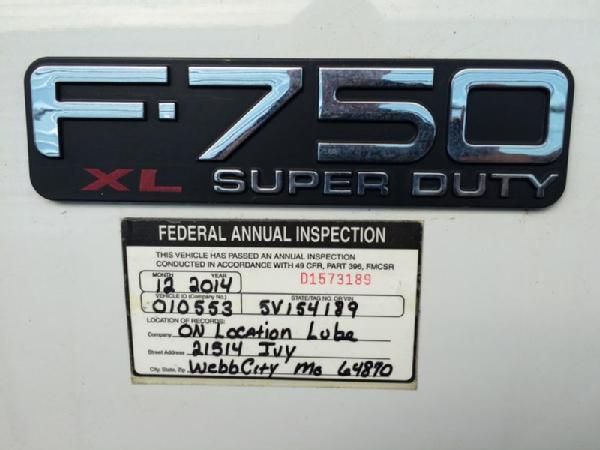 F-750
XL SUPER DUTY
FEDERAL ANNUAL INSPECTION
THIS VEHICLE HAS PASSED AN ANNUAL INSPECTION
CONDUCTED IN ACCORDANCE WITH 49 CFR, PART 396, FMCSR
MONTH YEAR D1573189
12 2014
VEHICLE ID (Company No.) STATE/TAG NO. OR VIN
010553 5V154189
LOCATION OF RECORDS:
Company ON Location Lube
Street Address 21514 Ivy
City, State, Zip Webb City Mo 64870